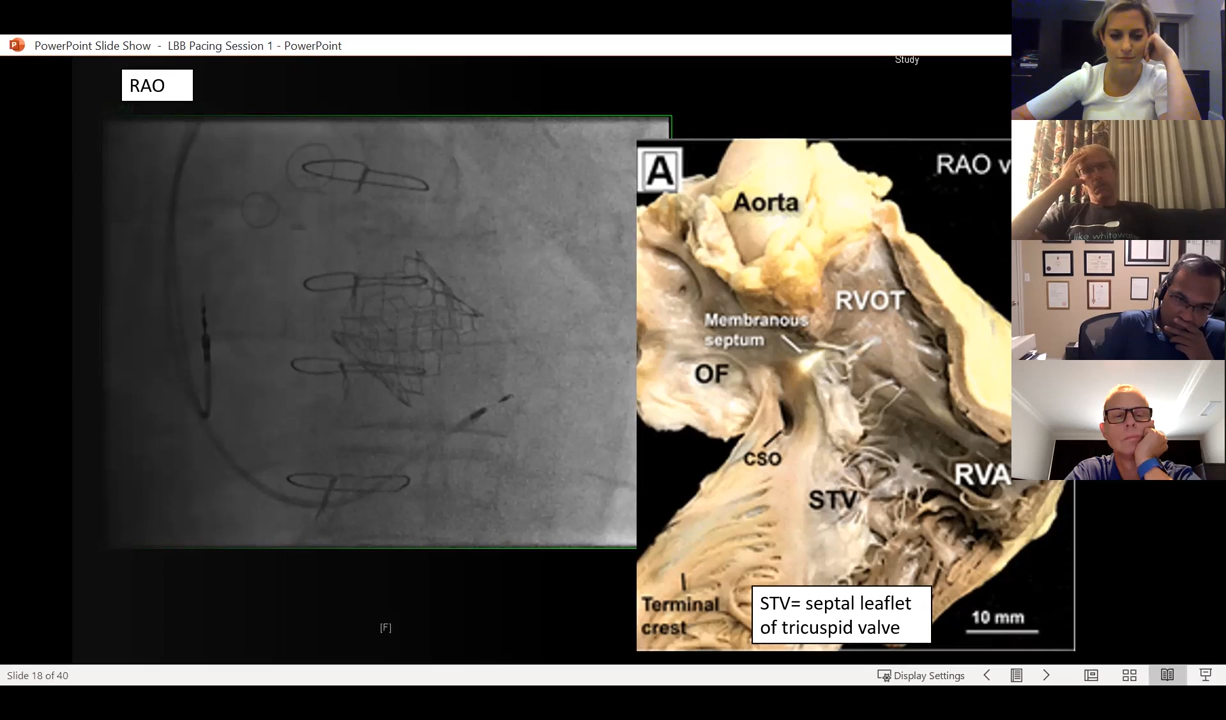 PowerPoint Slide Show - LBB Pacing Session 1 - PowerPoint
Study
RAO
A
RAO v
Aorta
RVOT
Membranous
septum
OF
CSO
RVA
STV
Terminal
crest
STV= septal leaflet
of tricuspid valve
10 mm
[F]
I like
Slide 18 of 40
Display Settings